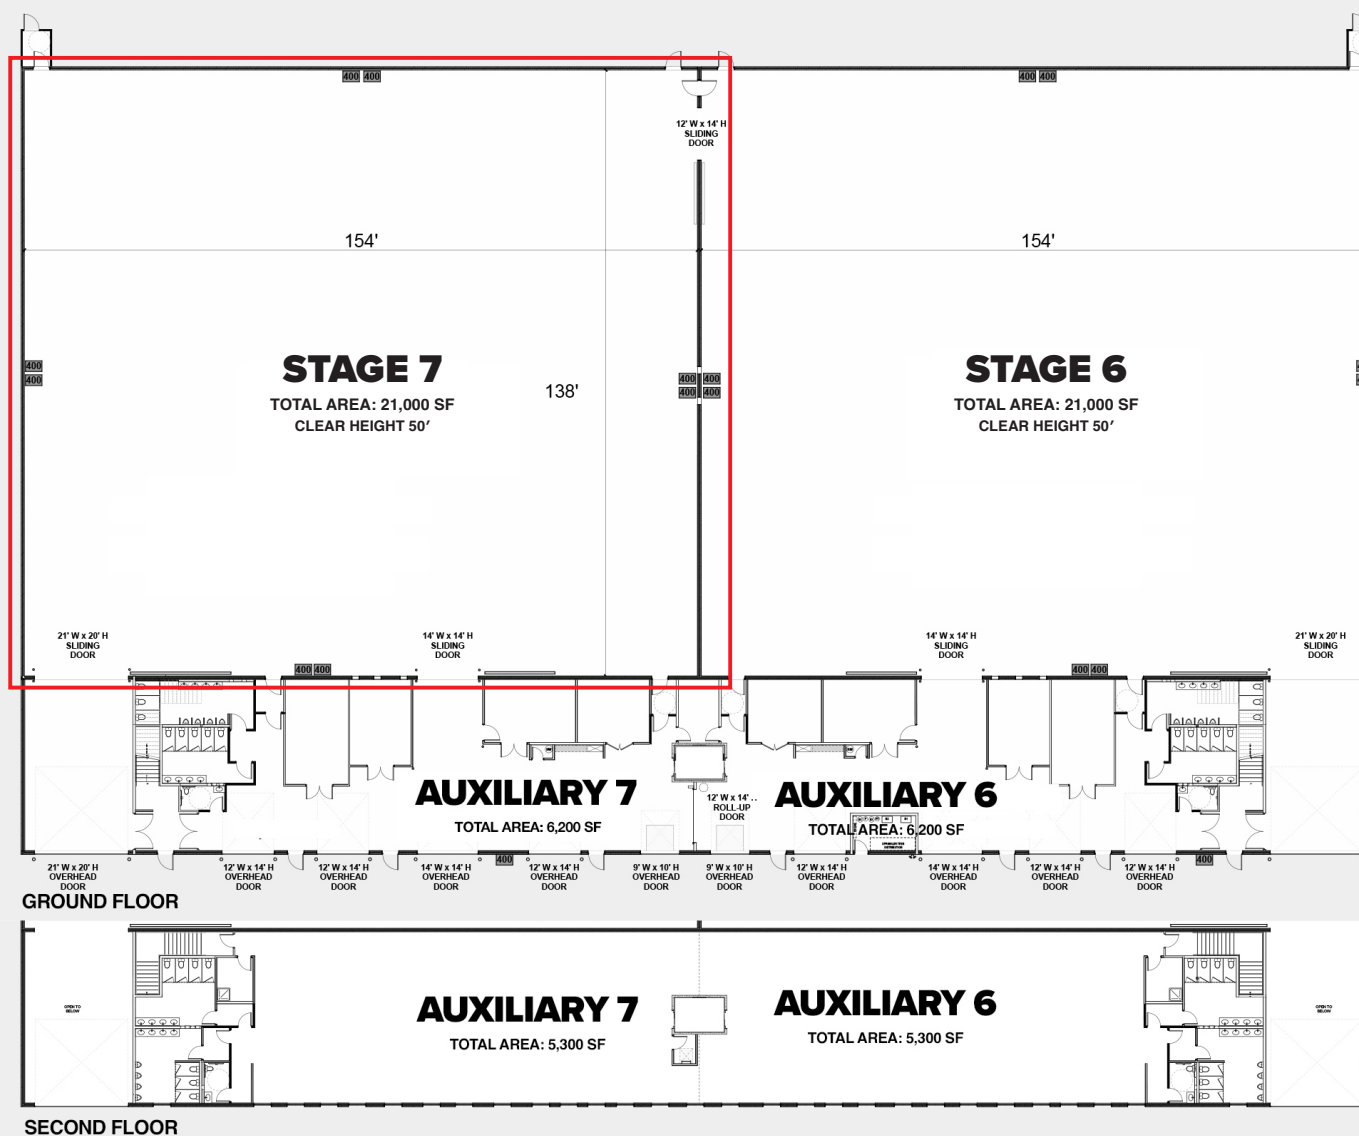 400 400
400 400
12' W x 14' H
SLIDING
DOOR
154'
154'
STAGE 7
TOTAL AREA: 21,000 SF
CLEAR HEIGHT 50′
138'
STAGE 6
TOTAL AREA: 21,000 SF
CLEAR HEIGHT 50′
400
400
400 400
400 400
21' W x 20' H
SLIDING
DOOR
14' W x 14' H
SLIDING
DOOR
14' W x 14' H
SLIDING
DOOR
21' W x 20' H
SLIDING
DOOR
400 400
400 400
AUXILIARY 7
TOTAL AREA: 6,200 SF
12' W x 14' ..
ROLL-UP
DOOR
AUXILIARY 6
TOTAL AREA: 6,200 SF
21' W x 20' H
OVERHEAD
DOOR
12' W x 14' H
OVERHEAD
DOOR
12' W x 14' H
OVERHEAD
DOOR
14' W x 14' H
OVERHEAD
DOOR
400
12' W x 14' H
OVERHEAD
DOOR
9' W x 10' H
OVERHEAD
DOOR
9' W x 10' H
OVERHEAD
DOOR
12' W x 14' H
OVERHEAD
DOOR
14' W x 14' H
OVERHEAD
DOOR
12' W x 14' H
OVERHEAD
DOOR
12' W x 14' H
OVERHEAD
DOOR
400
GROUND FLOOR
OPEN TO
BELOW
AUXILIARY 7
TOTAL AREA: 5,300 SF
AUXILIARY 6
TOTAL AREA: 5,300 SF
OPEN TO
BELOW
SECOND FLOOR